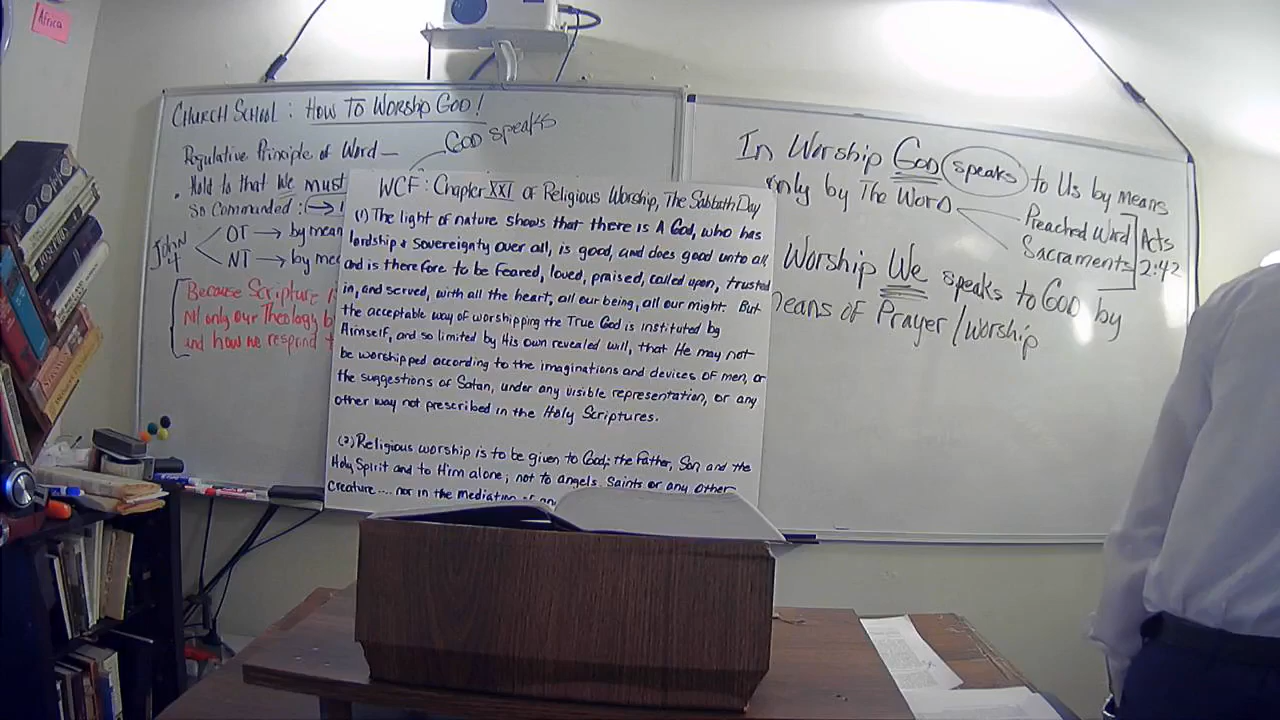 Africa
CHURCH SCHOOL: HOW TO WORSHIP GOD!
GOD speaks
Regulative Principle of Word—
• Hold to that We must
So Commanded: →
John 4
OT → by mean
NT → by me
Because Scripture
Not only our Theology b
and how we respond t
WCF: Chapter XXI of Religious Worship, The Sabbath Day
(1) The light of nature shows that there is A God, who has
lordship & Sovereignty over all, is good, and does good unto all,
and is therefore to be feared, loved, praised, called upon, trusted
in, and served, with all the heart, all our being, all our might. But
the acceptable way of worshipping the True God is instituted by
Himself, and so limited by His own revealed will, that He may not
be worshipped according to the imaginations and devices of men, or
the suggestions of Satan, under any visible representation, or any
other way not prescribed in the Holy Scriptures.
(2) Religious worship is to be given to God; the Father, Son and the
Holy Spirit and to Him alone; not to angels, Saints or any other
Creature.... nor in the mediation of any
In Worship GOD speaks to Us by means
only by The WORD
Preached Word
Sacraments
Acts
2:42
Worship We speaks to GOD by
means of Prayer/Worship